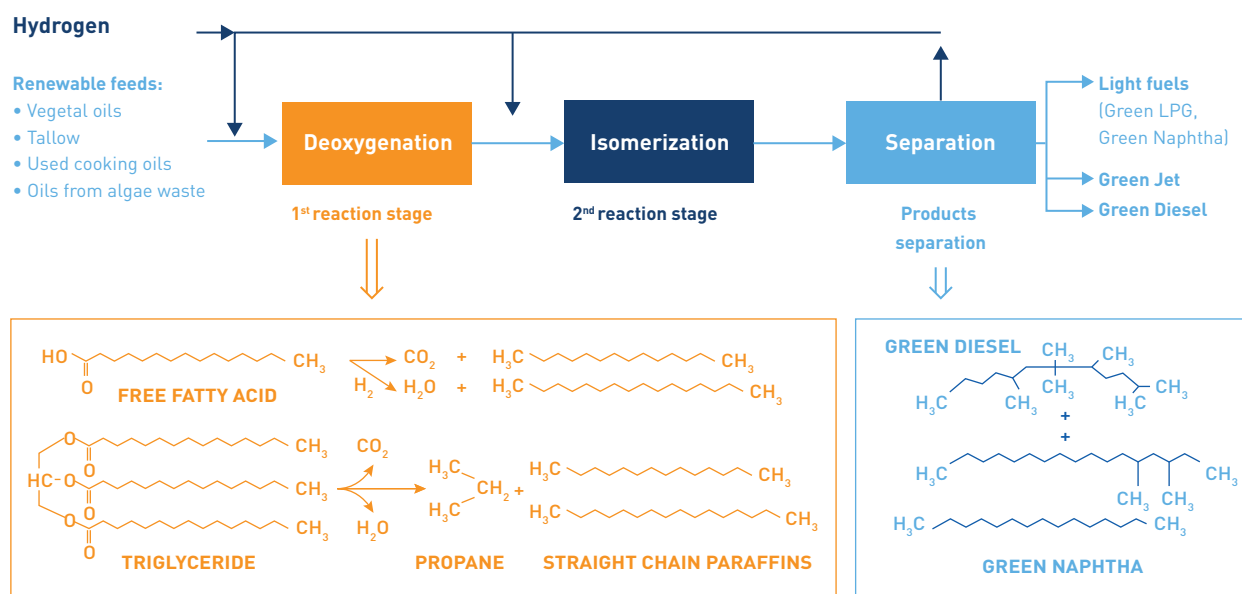 Hydrogen
Renewable feeds:
• Vegetal oils
• Tallow
• Used cooking oils
• Oils from algae waste
Deoxygenation
Isomerization
Separation
1st reaction stage
2nd reaction stage
Products
separation
Light fuels
(Green LPG,
Green Naphtha)
Green Jet
Green Diesel
HO
O
CH3
H2
CO2 + H3C CH3
H2O + H3C CH3
FREE FATTY ACID
O
O
CH3
HC- O
O
CH3
O
O
CH3
CO2
H2O
H3C
CH2
H3C
+
H3C CH3
H3C CH3
TRIGLYCERIDE
PROPANE
STRAIGHT CHAIN PARAFFINS
GREEN DIESEL
CH3
CH3
CH3
CH3
H3C
CH3
H3C
+
+
H3C
CH3
CH3
CH3
H3C CH3
GREEN NAPHTHA